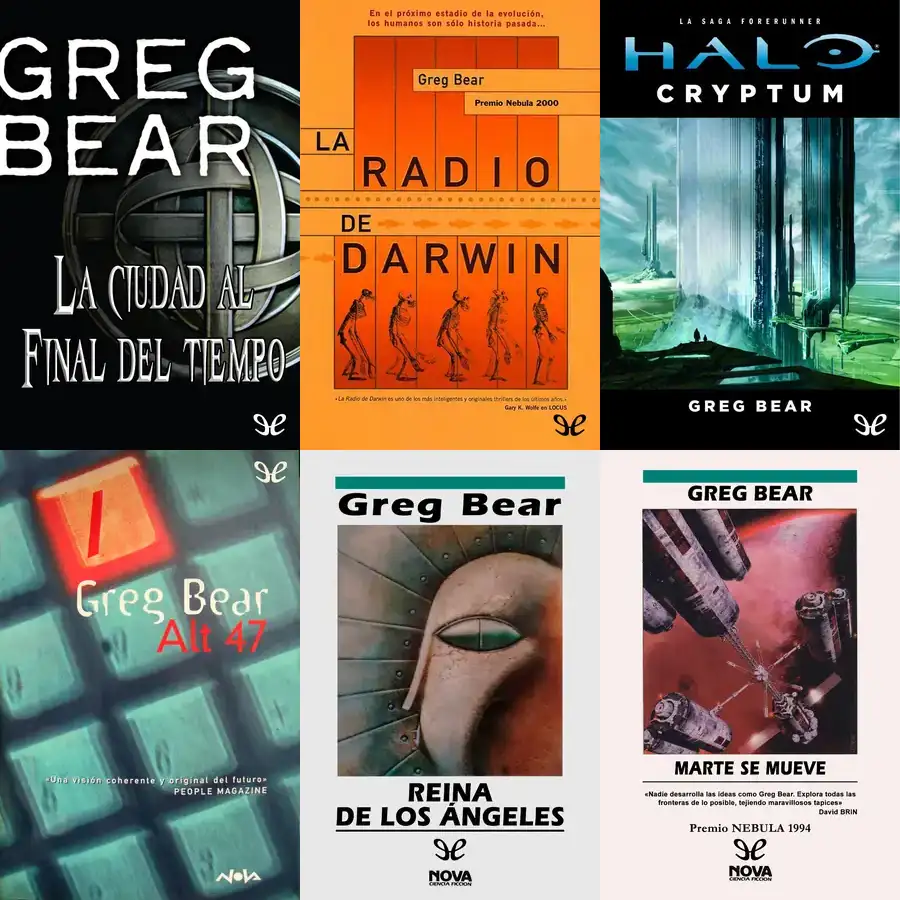 GREG
BEAR
LA CIUDAD AL
FINAL DEL TIEMPO
En el próximo estadio de la evolución,
los humanos son sólo historia pasada...
Greg Bear
Premio Nebula 2000
LA
RADIO
DE
DARWIN
«La Radio de Darwin es uno de los más inteligentes y originales thrillers de los últimos años.»
Gary K. Wolfe en LOCUS
LA SAGA FORERUNNER
HALO
CRYPTUM
GREG BEAR
/
Greg Bear
Alt 47
«Una visión coherente y original del futuro»
PEOPLE MAGAZINE
NOVA
Greg Bear
REINA
DE LOS ÁNGELES
NOVA
CIENCIA FICCION
GREG BEAR
MARTE SE MUEVE
«Nadie desarrolla las ideas como Greg Bear. Explora todas las
fronteras de lo posible, tejiendo maravillosos tapices»
David BRIN
Premio NEBULA 1994
NOVA
CIENCIA FICCION